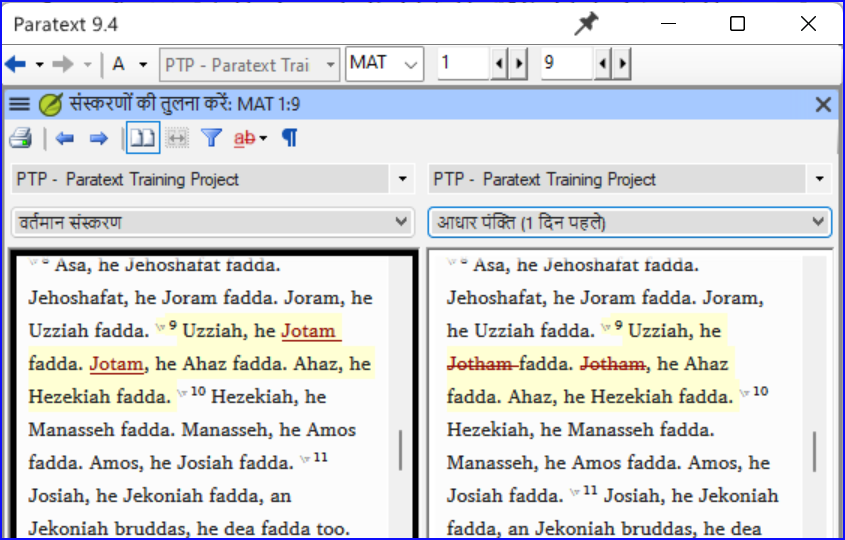 Paratext 9.4
A PTP - Paratext Trai MAT 1 9
संस्करणों की तुलना करें: MAT 1:9
ab
PTP - Paratext Training Project
वर्तमान संस्करण
Asa, he Jehoshafat fadda.
Jehoshafat, he Joram fadda. Joram, he
Uzziah fadda. 9 Uzziah, he Jotam
fadda. Jotam, he Ahaz fadda. Ahaz, he
Hezekiah fadda. 10 Hezekiah, he
Manasseh fadda. Manasseh, he Amos
fadda. Amos, he Josiah fadda. 11
Josiah, he Jekoniah fadda, an
Jekoniah bruddas, he dea fadda too.
PTP - Paratext Training Project
आधार पंक्ति (1 दिन पहले)
Asa, he Jehoshafat fadda.
Jehoshafat, he Joram fadda. Joram,
he Uzziah fadda. 9 Uzziah, he
Jotham fadda. Jotham, he Ahaz
fadda. Ahaz, he Hezekiah fadda. 10
Hezekiah, he Manasseh fadda.
Manasseh, he Amos fadda. Amos, he
Josiah fadda. 11 Josiah, he Jekoniah
fadda, an Jekoniah bruddas, he dea